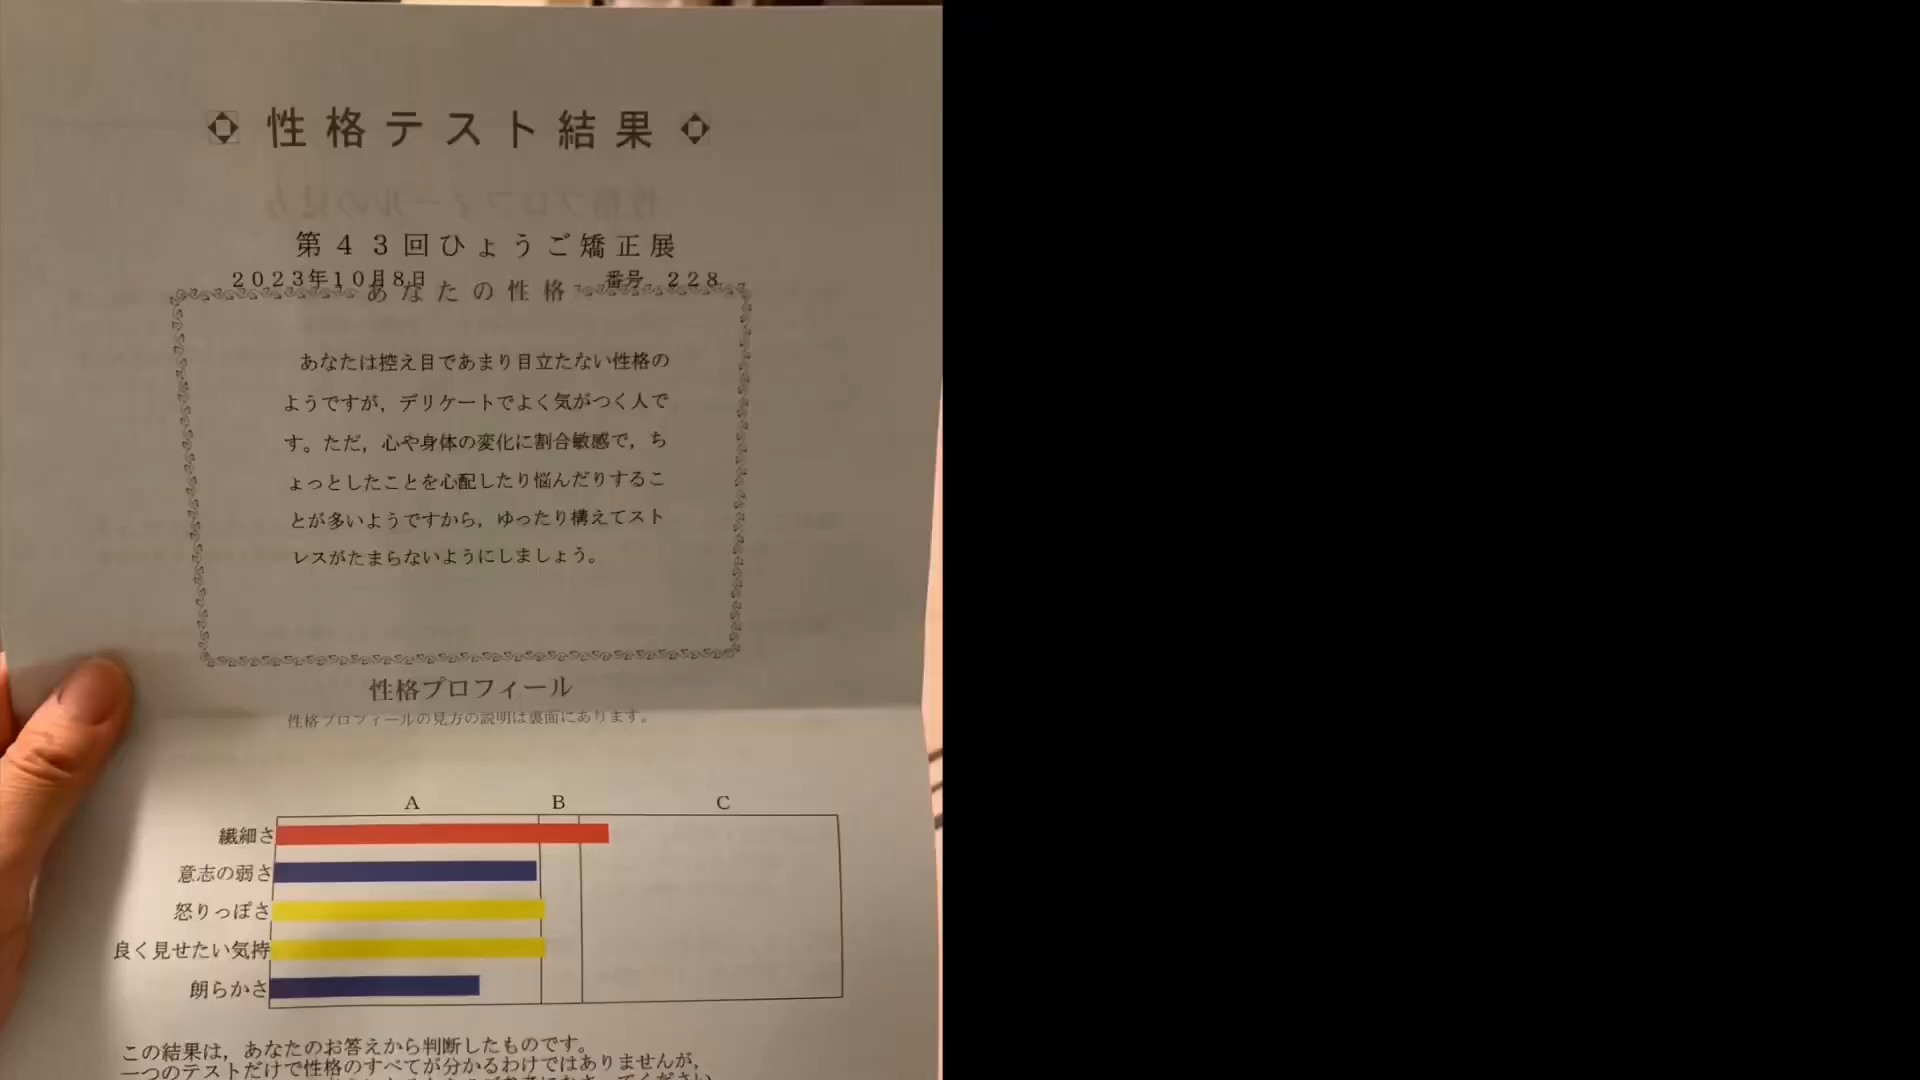 性格テスト結果
第43回ひょうご矯正展
2023年10月8日 番号 228
あなたの性格
あなたは控え目であまり目立たない性格の
ようですが，デリケートでよく気がつく人で
す。ただ，心や身体の変化に割合敏感で，ち
ょっとしたことを心配したり悩んだりするこ
とが多いようですから，ゆったり構えてスト
レスがたまらないようにしましょう。
性格プロフィール
性格プロフィールの見方の説明は裏面にあります。
A B C
繊細さ
意志の弱さ
怒りっぽさ
良く見せたい気持
朗らかさ
この結果は，あなたのお答えから判断したものです。
一つのテストだけで性格のすべてが分かるわけではありませんが，